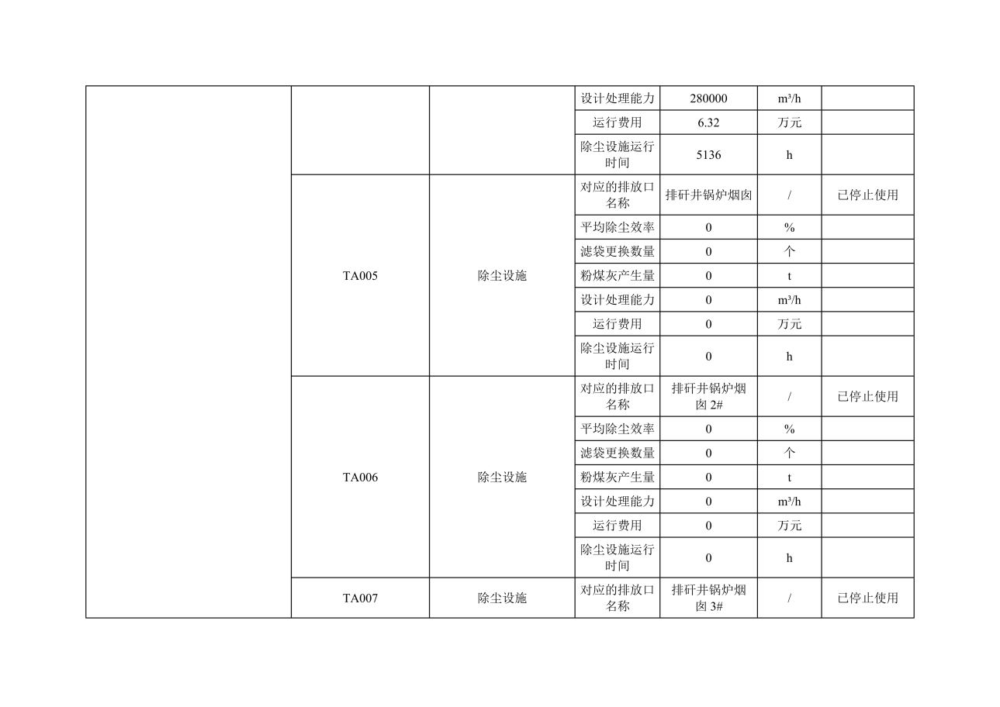 设计处理能力 280000 m³/h
运行费用 6.32 万元
除尘设施运行
时间 5136 h
TA005 除尘设施
对应的排放口
名称 排矸井锅炉烟囱 / 已停止使用
平均除尘效率 0 %
滤袋更换数量 0 个
粉煤灰产生量 0 t
设计处理能力 0 m³/h
运行费用 0 万元
除尘设施运行
时间 0 h
TA006 除尘设施
对应的排放口
名称
排矸井锅炉烟
囱 2# / 已停止使用
平均除尘效率 0 %
滤袋更换数量 0 个
粉煤灰产生量 0 t
设计处理能力 0 m³/h
运行费用 0 万元
除尘设施运行
时间 0 h
TA007 除尘设施
对应的排放口
名称
排矸井锅炉烟
囱 3# / 已停止使用